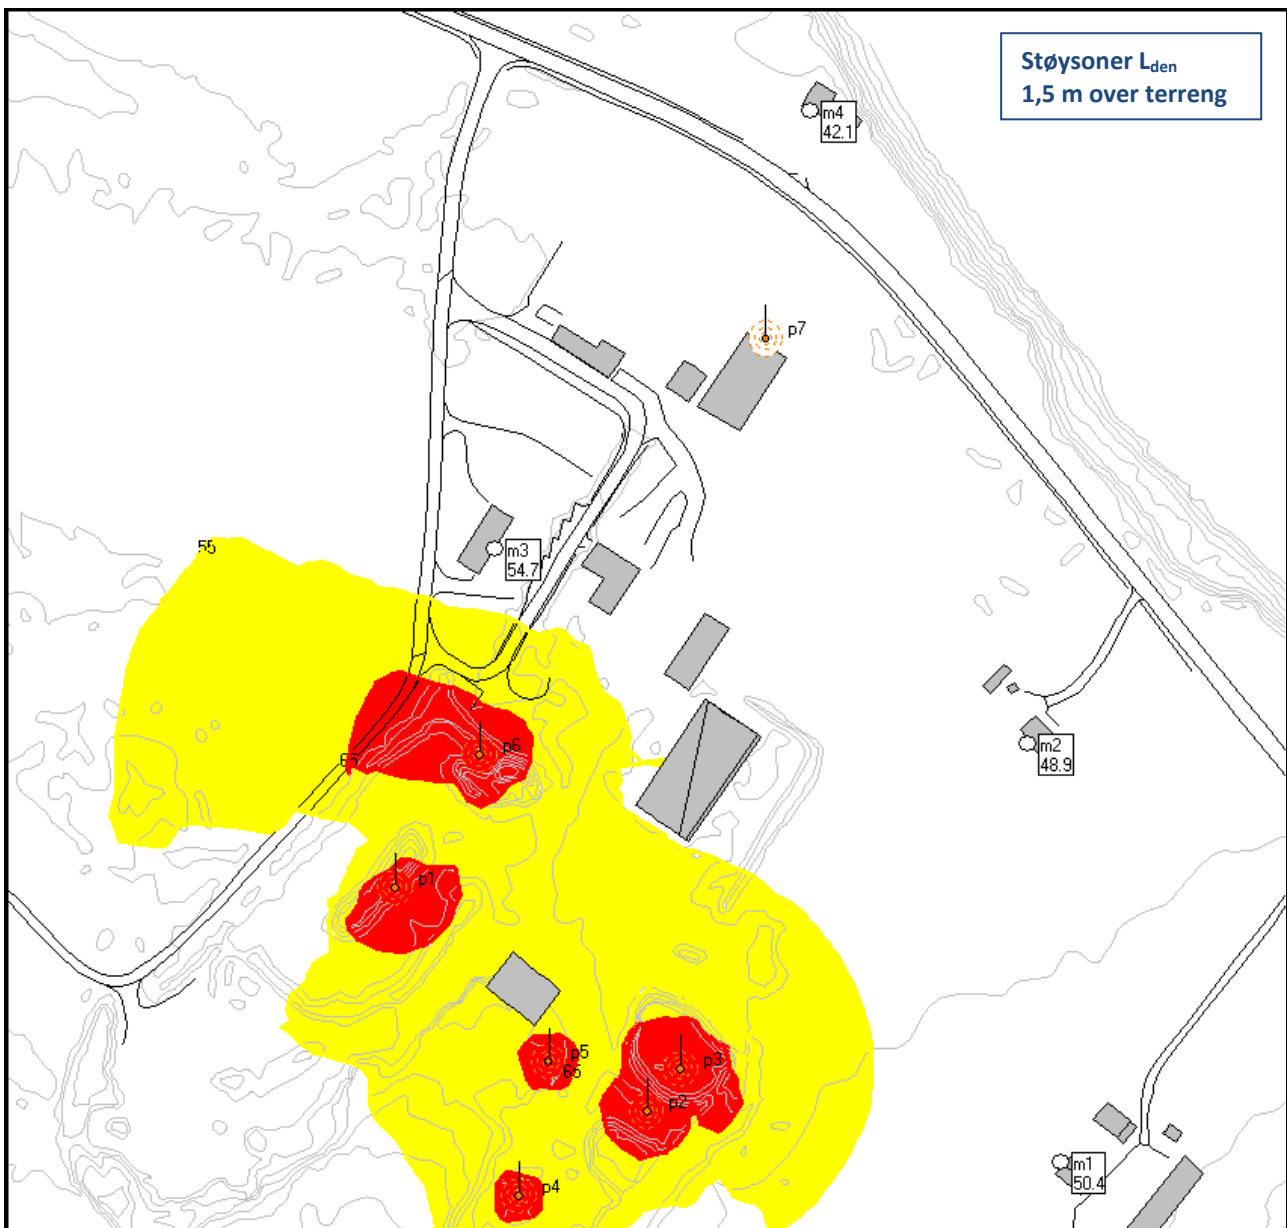 Støysoner Lden
1,5 m over terreng
m4
42.1
p7
55
m3
54.7
m2
48.9
p6
65
p1
p5
65
p3
p2
p4
m1
50.4